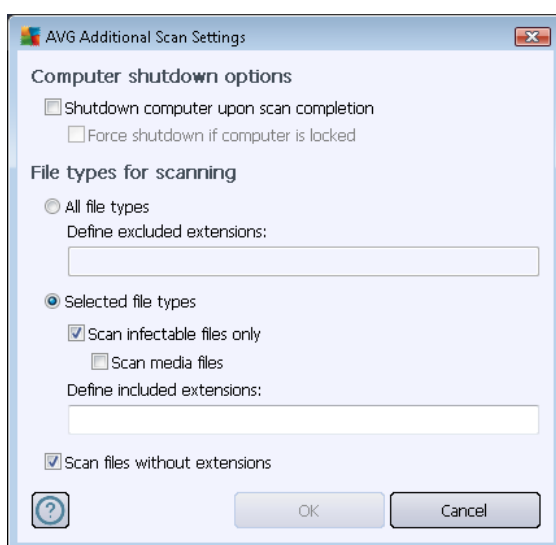 AVG Additional Scan Settings
Computer shutdown options
Shutdown computer upon scan completion
Force shutdown if computer is locked
File types for scanning
All file types
Define excluded extensions:
Selected file types
Scan infectable files only
Scan media files
Define included extensions:
Scan files without extensions
? OK Cancel